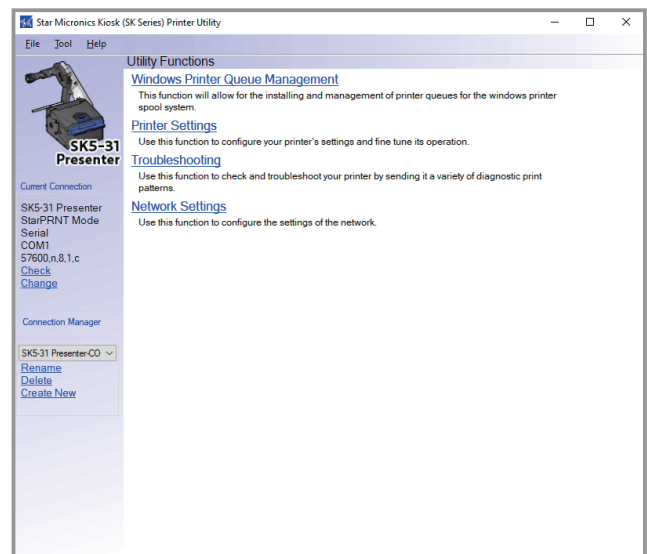 Star Micronics Kiosk (SK Series) Printer Utility
File Tool Help
Utility Functions
Windows Printer Queue Management
This function will allow for the installing and management of printer queues for the windows printer
spool system.
Printer Settings
Use this function to configure your printer's settings and fine tune its operation.
Troubleshooting
Use this function to check and troubleshoot your printer by sending it a variety of diagnostic print
patterns.
Network Settings
Use this function to configure the settings of the network.
SK5-31
Presenter
Current Connection
SK5-31 Presenter
StarPRNT Mode
Serial
COM1
57600,n,8,1,c
Check
Change
Connection Manager
SK5-31 Presenter-CO
Rename
Delete
Create New